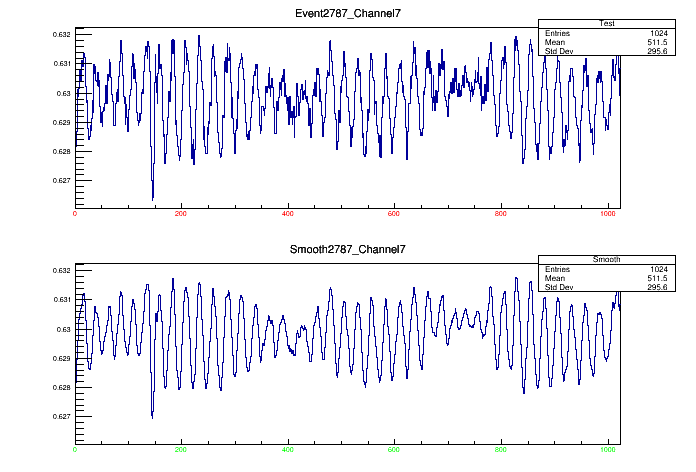 Event2787_Channel7
Test
Entries 1024
Mean 511.5
Std Dev 295.6
0.632
0.631
0.63
0.629
0.628
0.627
0 200 400 600 800 1000
Smooth2787_Channel7
Smooth
Entries 1024
Mean 511.5
Std Dev 295.6
0.632
0.631
0.63
0.629
0.628
0.627
0 200 400 600 800 1000